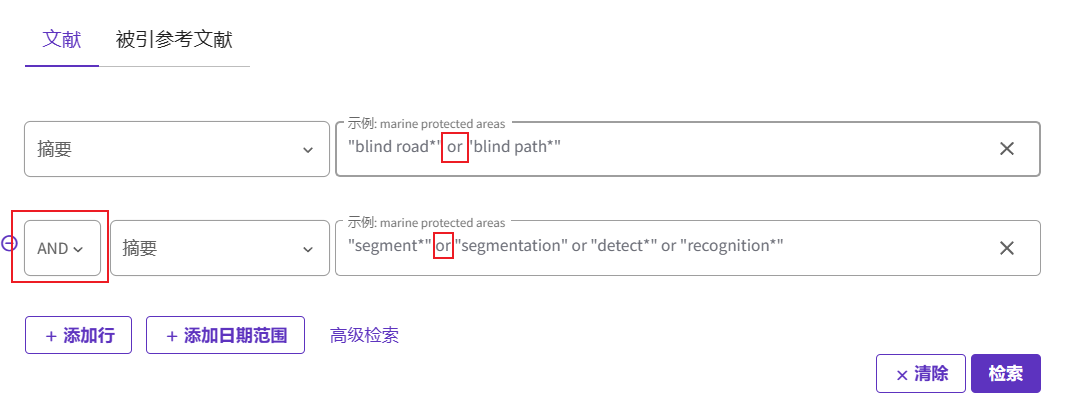 文献 被引参考文献
示例: marine protected areas
摘要 "blind road*" or "blind path*"
示例: marine protected areas
AND 摘要 "segment*" or "segmentation" or "detect*" or "recognition*"
+ 添加行 + 添加日期范围 高级检索
× 清除 检索